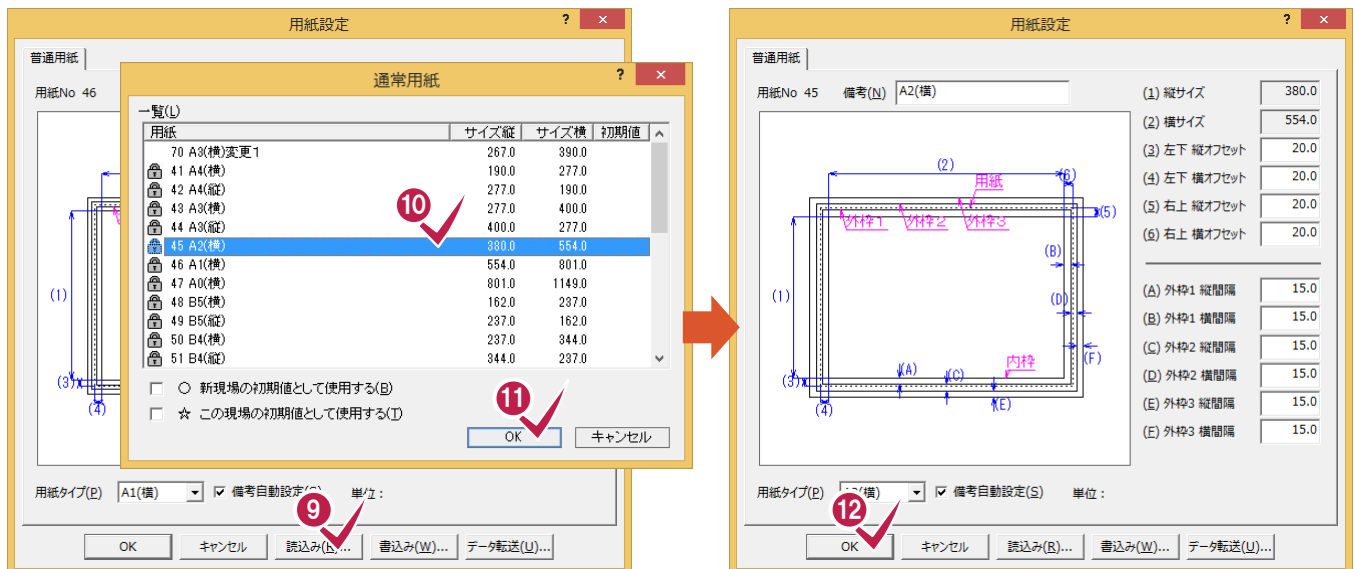 用紙設定
?
×
普通用紙
用紙No 46
(1)
(3)
(4)
通常用紙
?
×
一覧(L)
用紙 サイズ縦 サイズ横 初期値
70 A3(横)変更1 267.0 390.0
41 A4(横) 190.0 277.0
42 A4(縦) 277.0 190.0
43 A3(横) 277.0 400.0
44 A3(縦) 400.0 277.0
45 A2(横) 380.0 554.0
46 A1(横) 554.0 801.0
47 A0(横) 801.0 1149.0
48 B5(横) 162.0 237.0
49 B5(縦) 237.0 162.0
50 B4(横) 237.0 344.0
51 B4(縦) 344.0 237.0
10
○ 新現場の初期値として使用する(B)
☆ この現場の初期値として使用する(T)
11
OK キャンセル
用紙タイプ(P) A1(横) 備考自動設定 単位：
9
OK キャンセル 読込み(R)... 書込み(W)... データ転送(U)...
用紙設定
?
×
普通用紙
用紙No 45 備考(N) A2(横)
(2)
(6)
用紙
(5)
外枠1 外枠2 外枠3
(B)
(1)
(D)
(F)
内枠
(A)
(C)
(3)
(4)
(E)
(1) 縦サイズ 380.0
(2) 横サイズ 554.0
(3) 左下 縦オフセット 20.0
(4) 左下 横オフセット 20.0
(5) 右上 縦オフセット 20.0
(6) 右上 横オフセット 20.0
(A) 外枠1 縦間隔 15.0
(B) 外枠1 横間隔 15.0
(C) 外枠2 縦間隔 15.0
(D) 外枠2 横間隔 15.0
(E) 外枠3 縦間隔 15.0
(F) 外枠3 横間隔 15.0
用紙タイプ(P) 横) 備考自動設定(S) 単位：
12
OK キャンセル 読込み(R)... 書込み(W)... データ転送(U)...